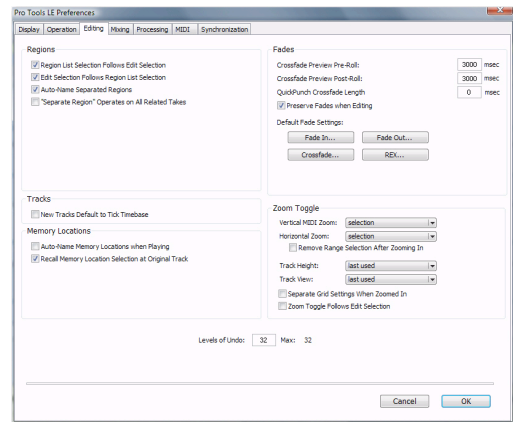 Pro Tools LE Preferences
Display Operation Editing Mixing Processing MIDI Synchronization
Regions
Region List Selection Follows Edit Selection
Edit Selection Follows Region List Selection
Auto-Name Separated Regions
"Separate Region" Operates on All Related Takes
Tracks
New Tracks Default to Tick Timebase
Memory Locations
Auto-Name Memory Locations when Playing
Recall Memory Location Selection at Original Track
Fades
Crossfade Preview Pre-Roll: 3000 msec
Crossfade Preview Post-Roll: 3000 msec
QuickPunch Crossfade Length 0 msec
Preserve Fades when Editing
Default Fade Settings:
Fade In... Fade Out...
Crossfade... REX...
Zoom Toggle
Vertical MIDI Zoom: selection
Horizontal Zoom: selection
Remove Range Selection After Zooming In
Track Height: last used
Track View: last used
Separate Grid Settings When Zoomed In
Zoom Toggle Follows Edit Selection
Levels of Undo: 32 Max: 32
Cancel OK